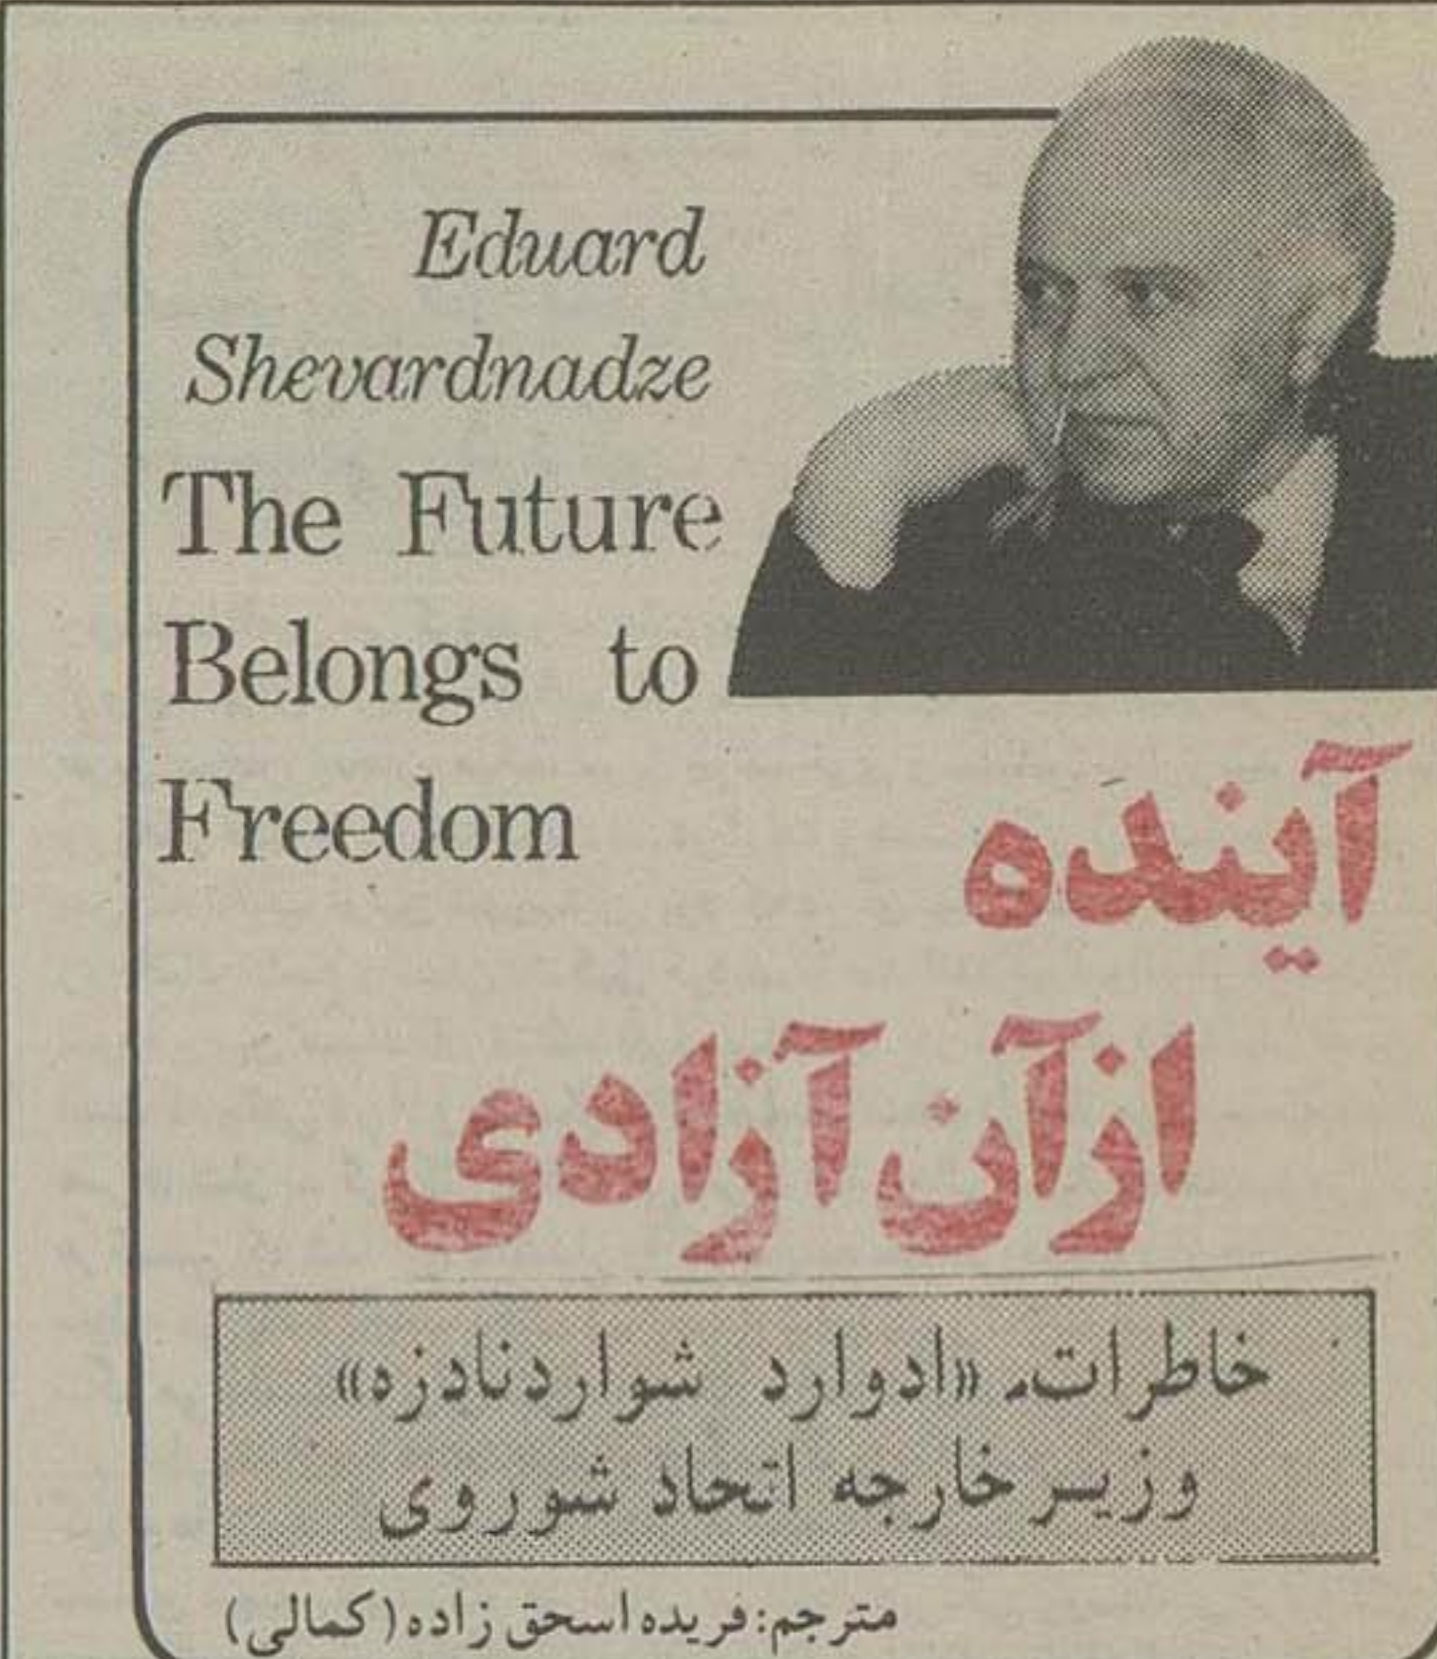 Eduard
Shevardnadze
The Future
Belongs to
Freedom
آینده
از آن آزادی
خاطرات۔ «ادوارد شواردنادزه»
وزیر خارجه اتحاد شوروی
مترجم: فریده اسحق زاده (کمالی)